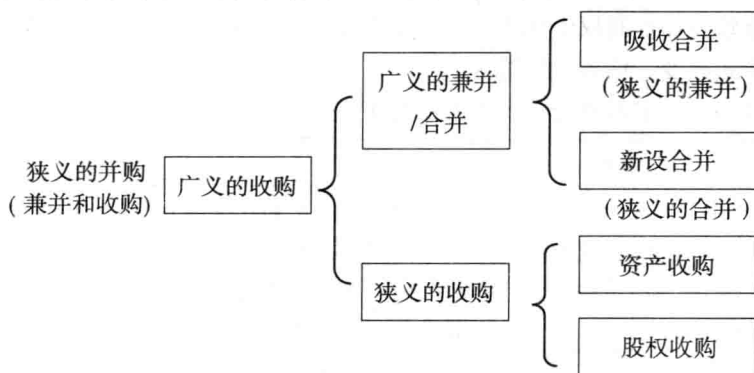 狭义的并购
(兼并和收购)
广义的收购
广义的兼并
/合并
吸收合并
(狭义的兼并)
新设合并
(狭义的合并)
狭义的收购
资产收购
股权收购